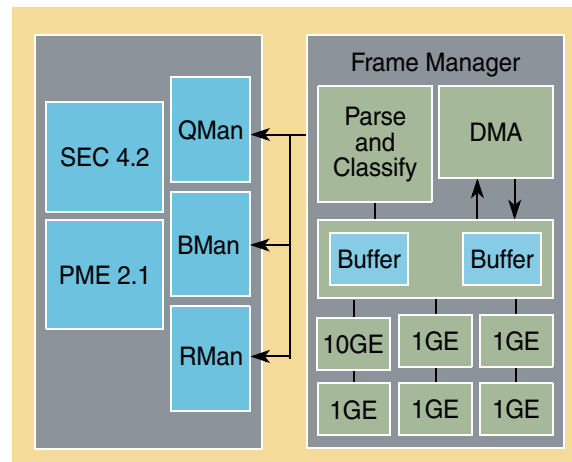 SEC 4.2
PME 2.1
QMan
BMan
RMan
Frame Manager
Parse
and
Classify
DMA
Buffer
Buffer
10GE
1GE
1GE
1GE
1GE
1GE